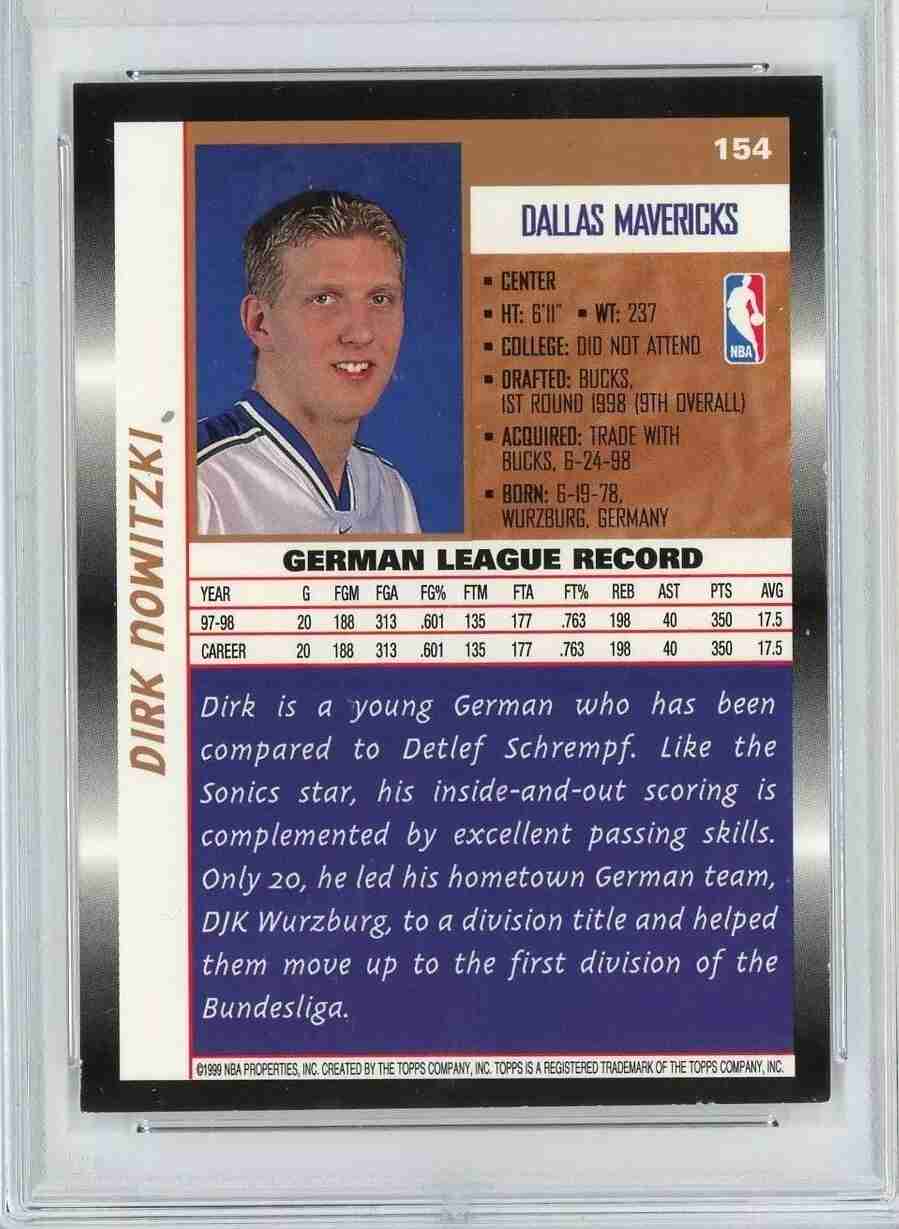 154
DALLAS MAVERICKS
▪ CENTER
▪ HT: 6'11" ▪ WT: 237
▪ COLLEGE: DID NOT ATTEND
▪ DRAFTED: BUCKS,
1ST ROUND 1998 (9TH OVERALL)
▪ ACQUIRED: TRADE WITH
BUCKS, 6-24-98
▪ BORN: 6-19-78,
WURZBURG, GERMANY
NBA
DIRK NOWITZKI
GERMAN LEAGUE RECORD
YEAR G FGM FGA FG% FTM FTA FT% REB AST PTS AVG
97-98 20 188 313 .601 135 177 .763 198 40 350 17.5
CAREER 20 188 313 .601 135 177 .763 198 40 350 17.5
Dirk is a young German who has been
compared to Detlef Schrempf. Like the
Sonics star, his inside-and-out scoring is
complemented by excellent passing skills.
Only 20, he led his hometown German team,
DJK Wurzburg, to a division title and helped
them move up to the first division of the
Bundesliga.
©1999 NBA PROPERTIES, INC. CREATED BY THE TOPPS COMPANY, INC. TOPPS IS A REGISTERED TRADEMARK OF THE TOPPS COMPANY, INC.